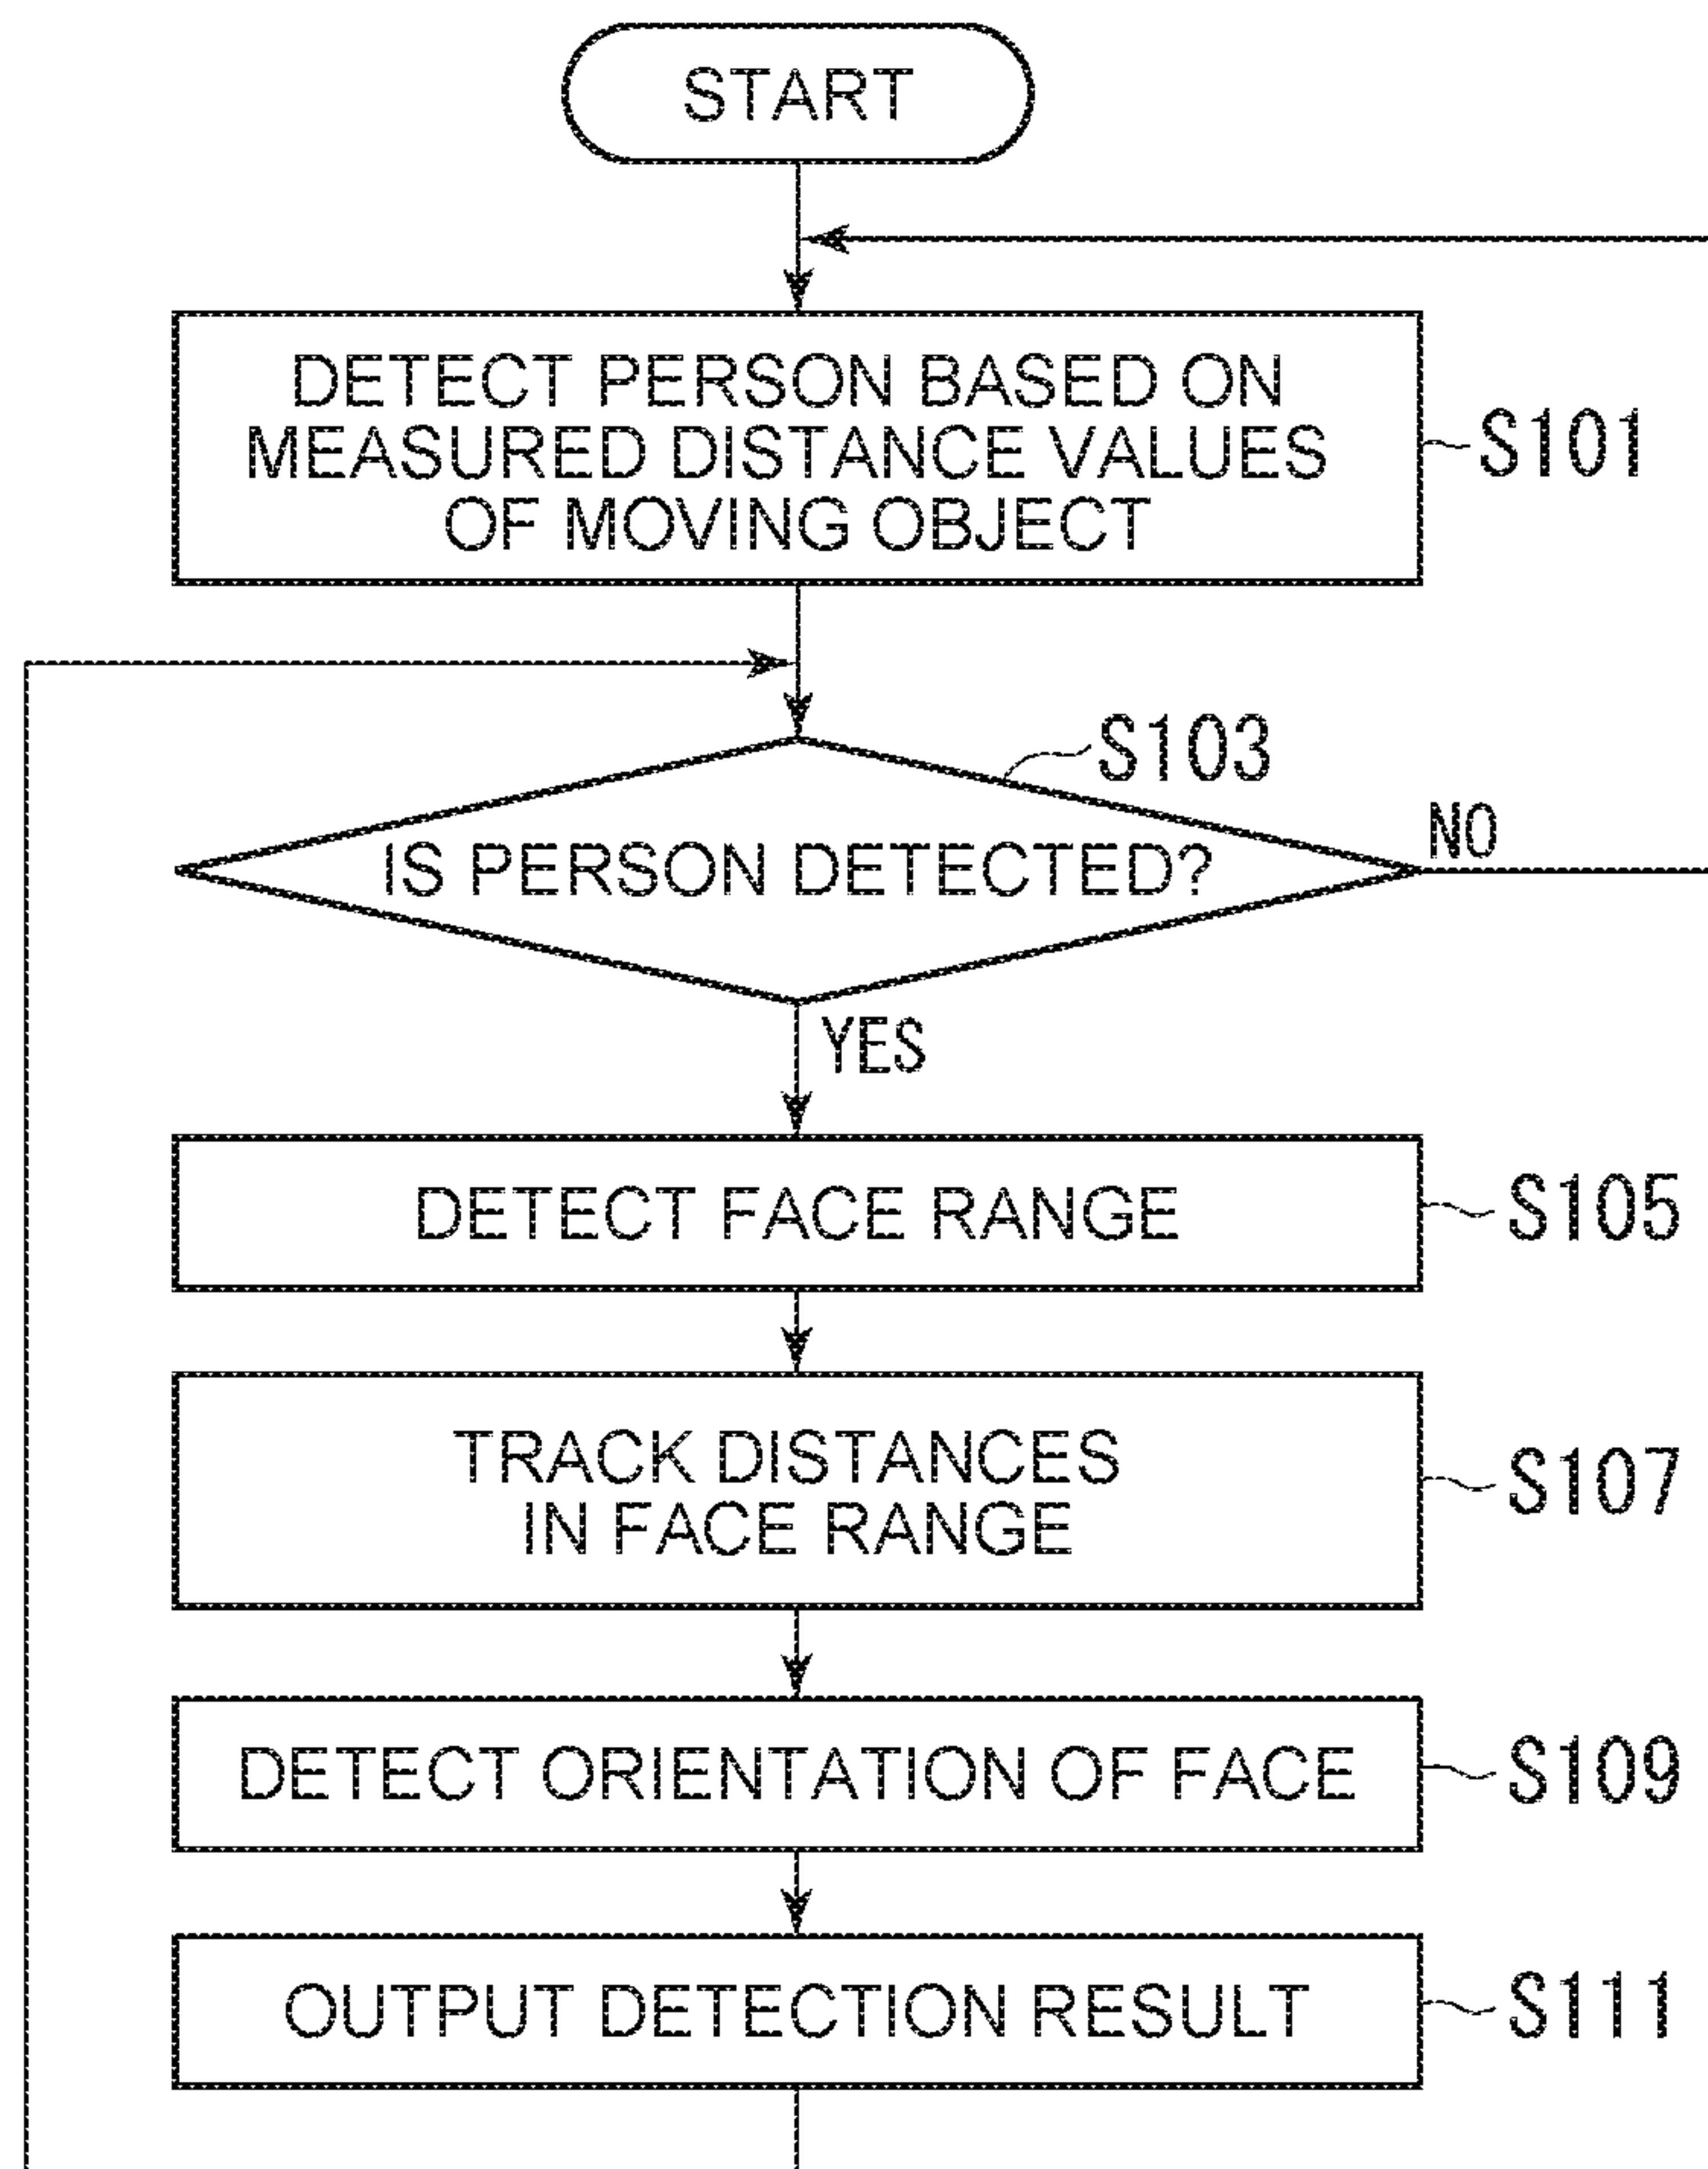 START
DETECT PERSON BASED ON
MEASURED DISTANCE VALUES
OF MOVING OBJECT
S101
S103
IS PERSON DETECTED?
NO
YES
DETECT FACE RANGE
S105
TRACK DISTANCES
IN FACE RANGE
S107
DETECT ORIENTATION OF FACE
S109
OUTPUT DETECTION RESULT
S111